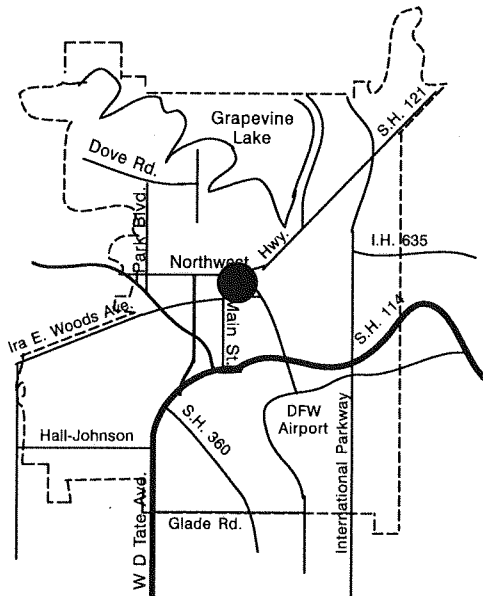 Grapevine
Lake
S.H. 121
Dove Rd.
Park Blvd.
Northwest Hwy.
I.H. 635
Ira E. Woods Ave.
Main St.
S.H. 114
Hall-Johnson
S.H. 360
DFW
Airport
International Parkway
W D Tate Ave.
Glade Rd.